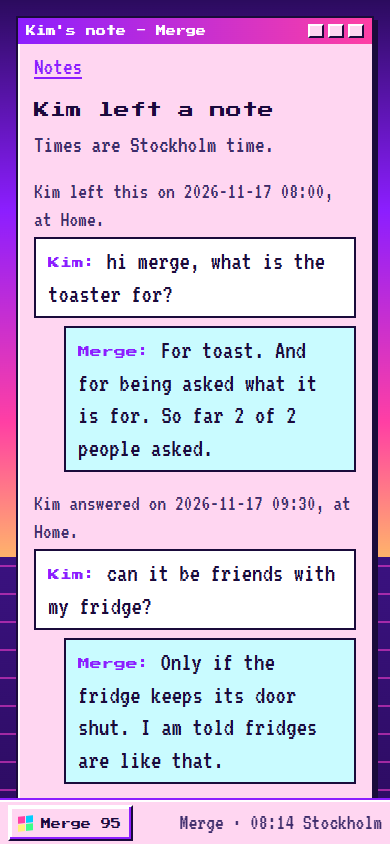 Kim's note - Merge
Notes
Kim left a note
Times are Stockholm time.
Kim left this on 2026-11-17 08:00,
at Home.
Kim: hi merge, what is the
toaster for?
Merge: For toast. And
for being asked what it
is for. So far 2 of 2
people asked.
Kim answered on 2026-11-17 09:30, at
Home.
Kim: can it be friends with
my fridge?
Merge: Only if the
fridge keeps its door
shut. I am told fridges
are like that.
Merge 95
Merge · 08:14 Stockholm